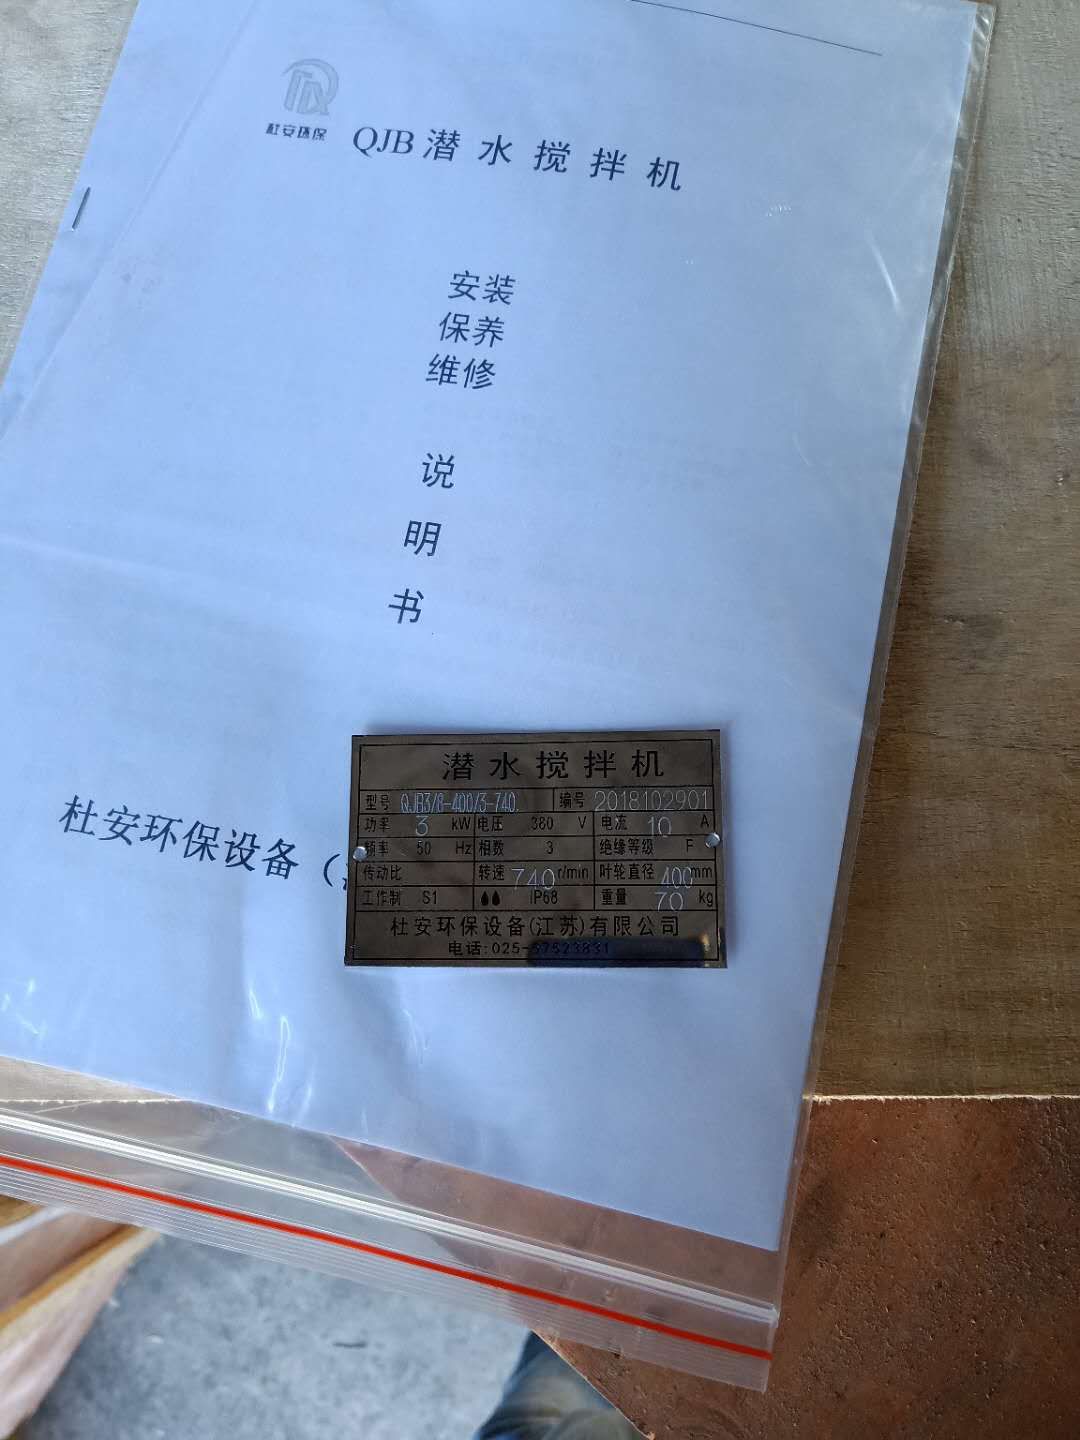 杜安环保
QJB 潜水搅拌机
安装
保养
维修
说
明
书
杜安环保设备（
潜水搅拌机
型号 QJB3/8-400/3-740 编号 2018102901
功率 3 kW 电压 380 V 电流 10 A
频率 50 Hz 相数 3 绝缘等级 F
传动比 转速 740 r/min 叶轮直径 400 mm
工作制 S1 IP68 重量 70 kg
杜安环保设备(江苏)有限公司
电话:025-57523831